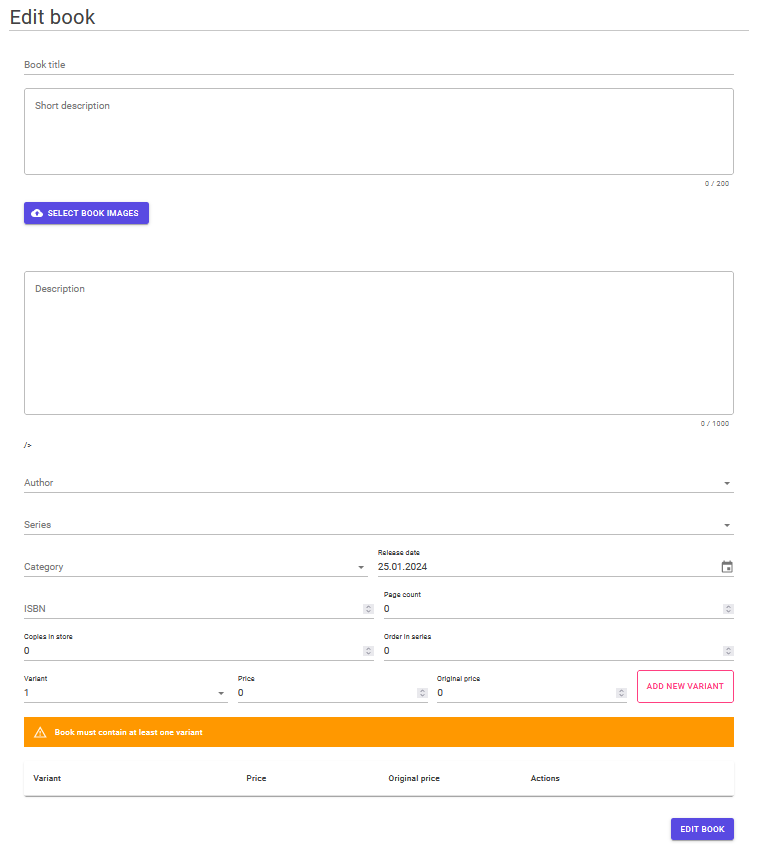 Edit book
Book title
Short description
0 / 200
SELECT BOOK IMAGES
Description
0 / 1000
/>
Author
Series
Category
Release date
25.01.2024
ISBN
Page count
0
Copies in store
0
Order in series
0
Variant
1
Price
0
Original price
0
ADD NEW VARIANT
Book must contain at least one variant
Variant Price Original price Actions
EDIT BOOK